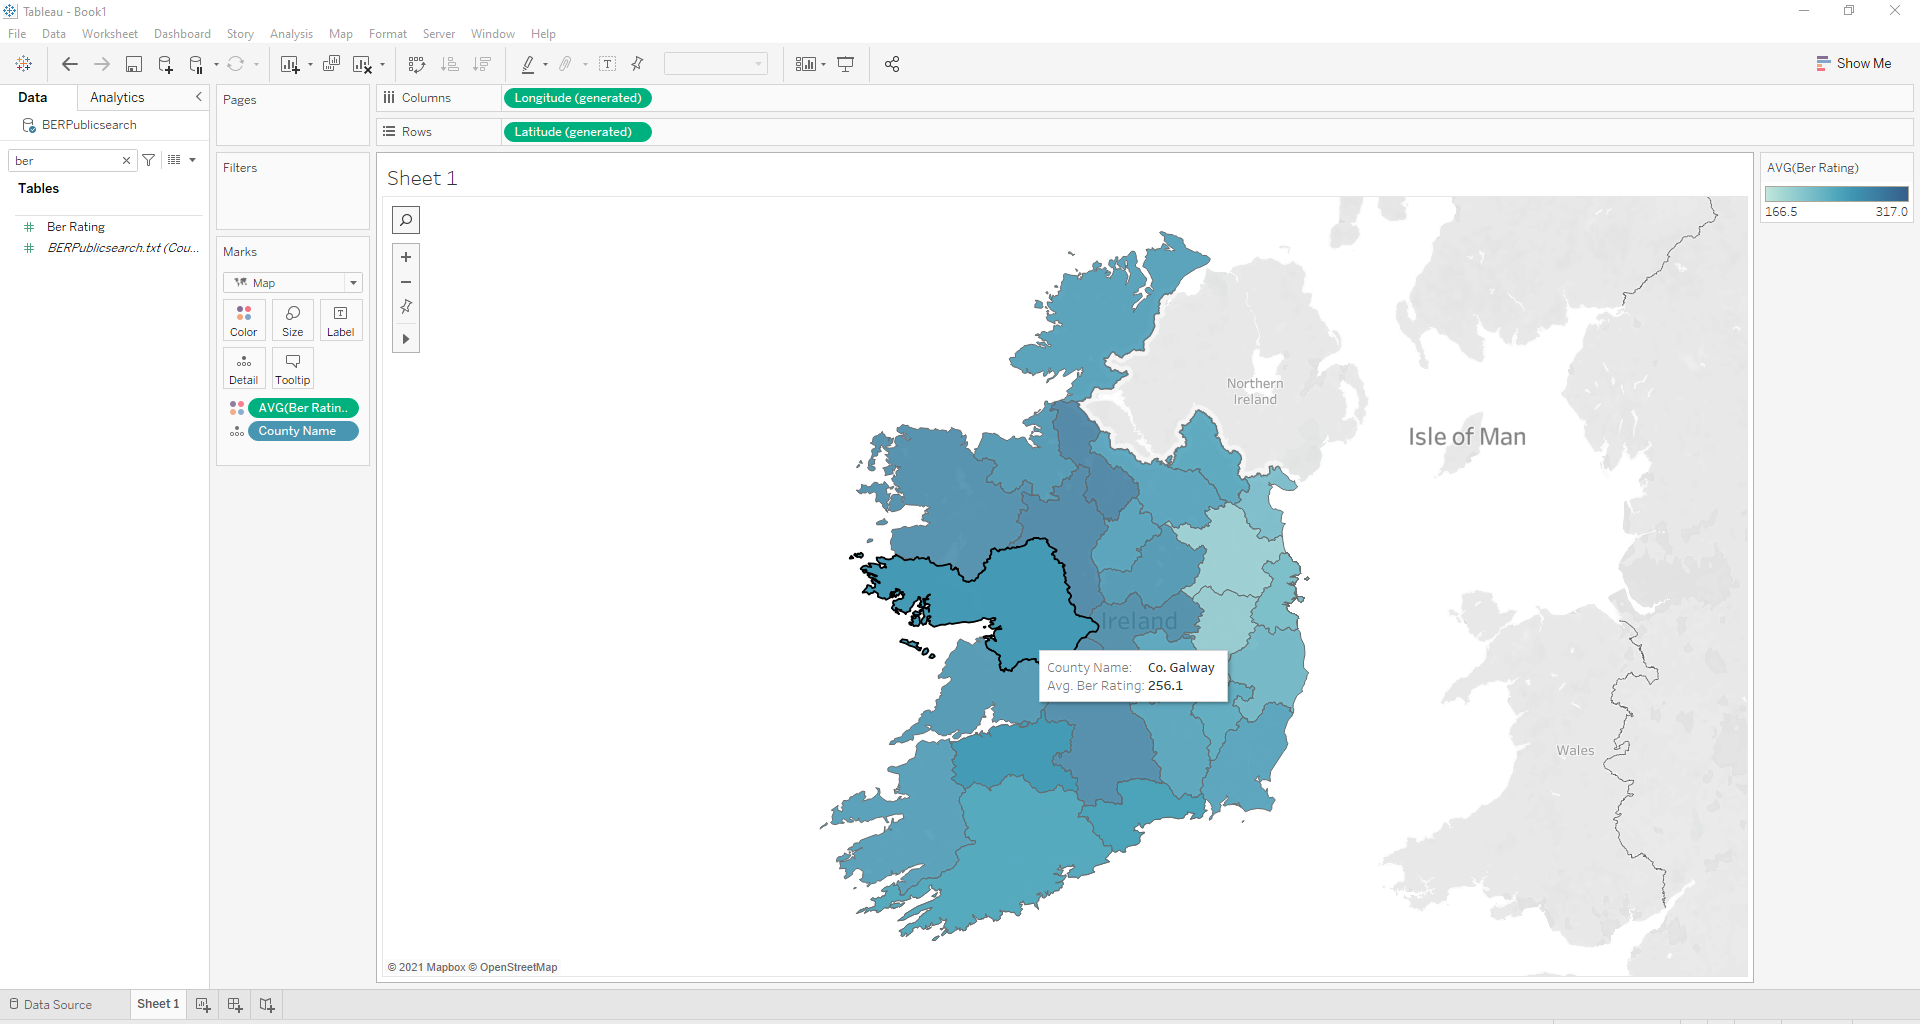 Tableau - Book1
File Data Worksheet Dashboard Story Analysis Map Format Server Window Help
Show Me
Data Analytics
BERPublicsearch
ber
Tables
Ber Rating
BERPublicsearch.txt (Cou...
Pages
Filters
Marks
Map
Color Size Label
Detail Tooltip
AVG(Ber Ratin..
County Name
Columns Longitude (generated)
Rows Latitude (generated)
Sheet 1
Northern
Ireland
Isle of Man
Ireland
County Name: Co. Galway
Avg. Ber Rating: 256.1
Wales
© 2021 Mapbox © OpenStreetMap
AVG(Ber Rating)
166.5 317.0
Data Source Sheet 1